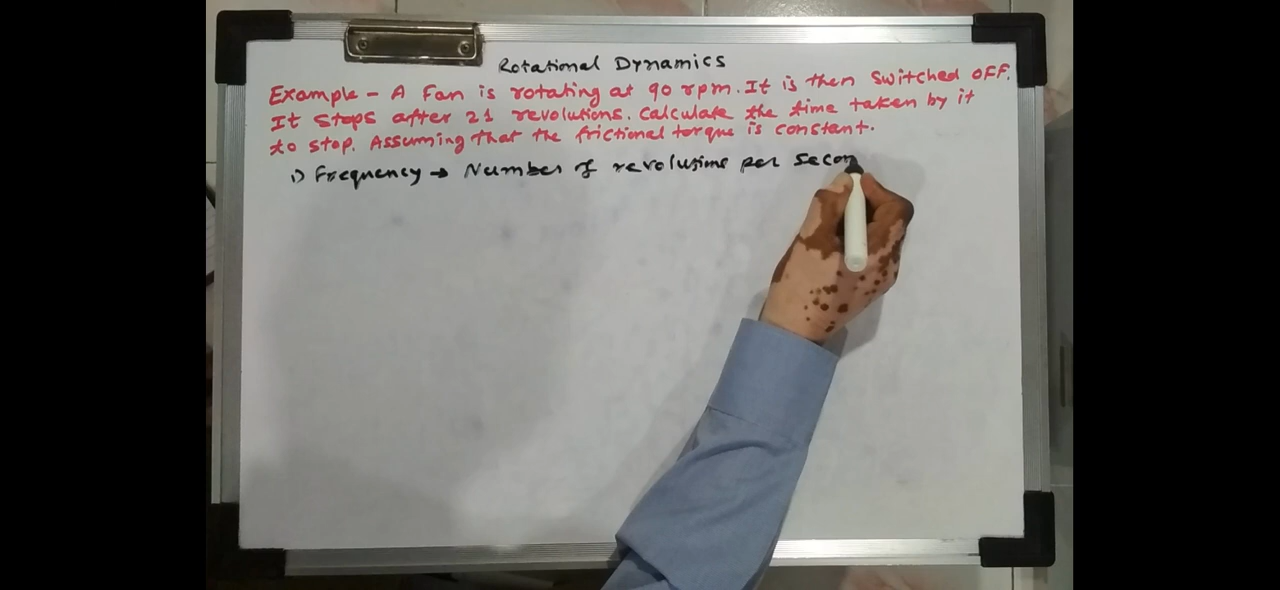 Rotational Dynamics
Example - A Fan is rotating at 90 rpm. It is then switched OFF.
It stops after 21 revolutions. Calculate the time taken by it
to stop. Assuming that the frictional torque is constant.
1) Frequency → Number of revolutions per secon